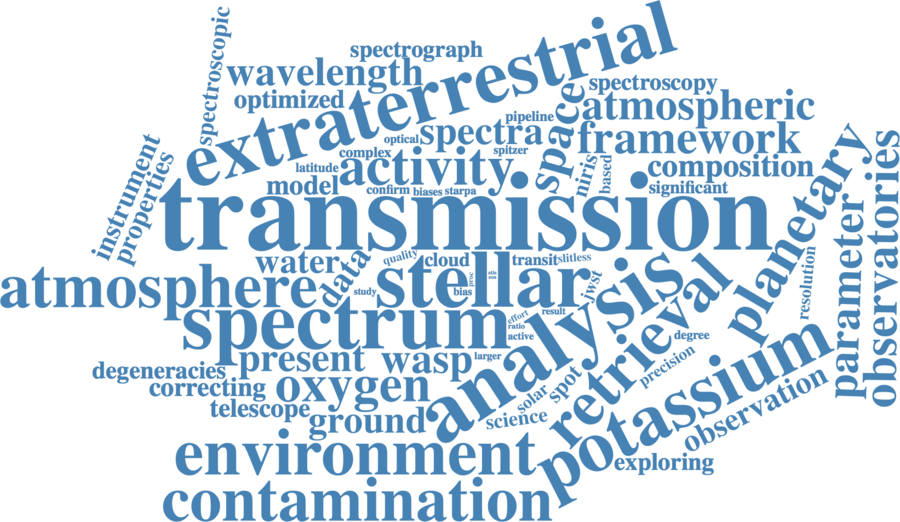 spectroscopic
spectrograph
extraterrestrial
wavelength
spectroscopy
optimized
space
atmospheric
pipeline
spectra
framework
optical
spitzer
complex
activity
latitude
model
confirm
biases
starpa
niriss
based
composition
significant
instrument
properties
transmission
planetary
observatories
parameter
water
data
quality
cloud
transit
slitless
atmosphere
study
stellar
bias
proc
jwst
resolution
spectrum
effort
ratio
active
result
analysis
retrieval
degree
precision
present
wasp
larger
degeneracies
correcting
oxygen
telescope
ground
science
solar
spot
potassium
observation
environment
exploring
contamination